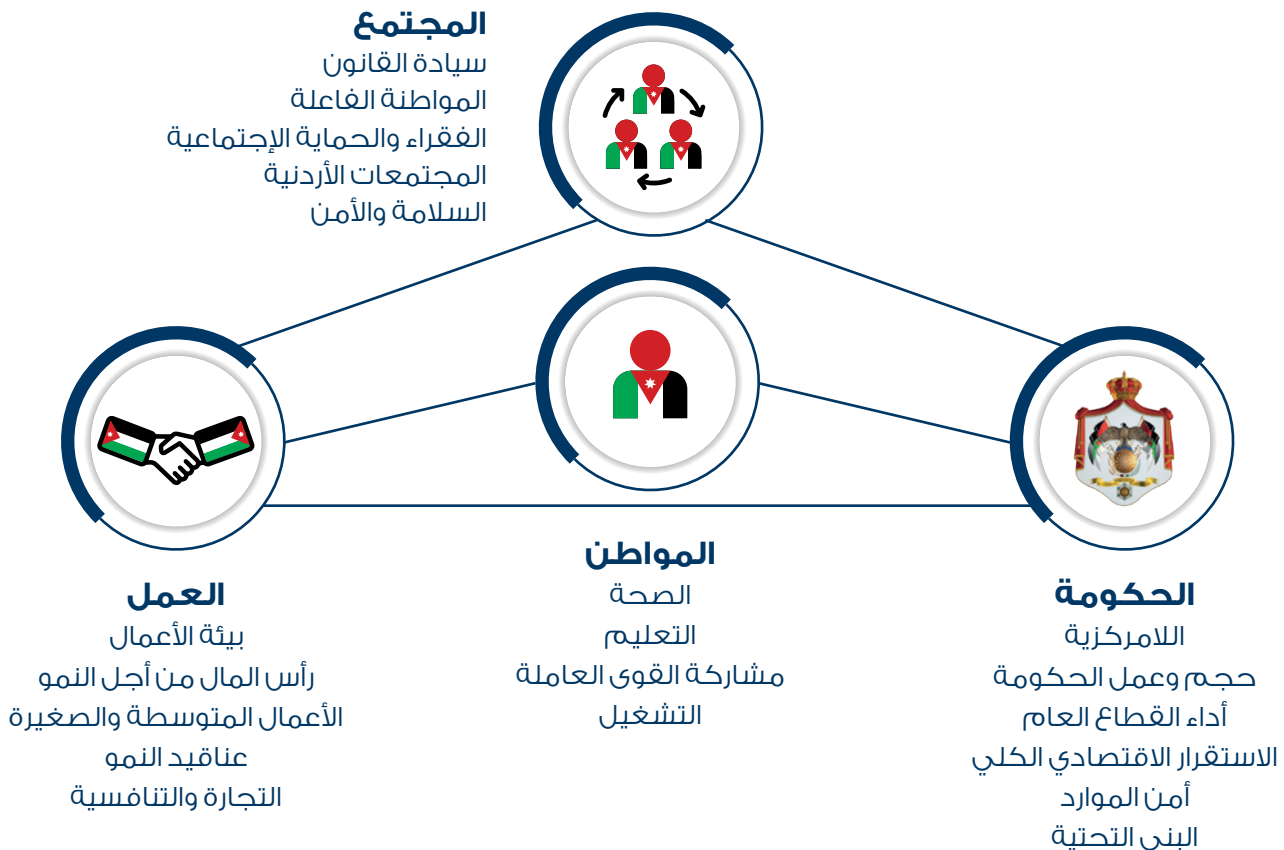 المجتمع
سيادة القانون
المواطنة الفاعلة
الفقراء والحماية الإجتماعية
المجتمعات الأردنية
السلامة والأمن
الحكومة
اللامركزية
حجم وعمل الحكومة
أداء القطاع العام
الاستقرار الاقتصادي الكلي
أمن الموارد
البنى التحتية
المواطن
الصحة
التعليم
مشاركة القوى العاملة
التشغيل
العمل
بيئة الأعمال
رأس المال من أجل النمو
الأعمال المتوسطة والصغيرة
عناقيد النمو
التجارة والتنافسية